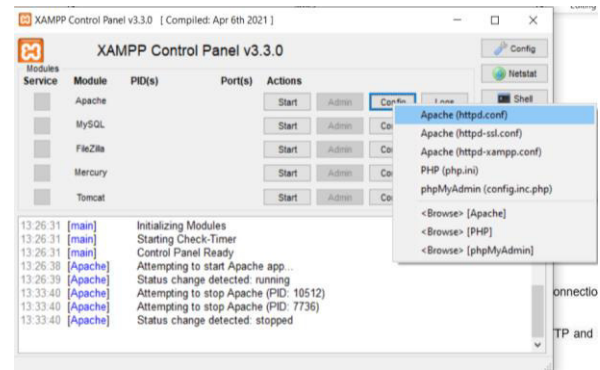 XAMPP Control Panel v3.3.0 [ Compiled: Apr 6th 2021 ]
XAMPP Control Panel v3.3.0
Config
Netstat
Shell
Modules
Service Module PID(s) Port(s) Actions
Apache Start Admin Config Logs
MySQL Start Admin
FileZilla Start Admin
Mercury Start Admin
Tomcat Start Admin
Apache (httpd.conf)
Apache (httpd-ssl.conf)
Apache (httpd-xampp.conf)
PHP (php.ini)
phpMyAdmin (config.inc.php)
<Browse> [Apache]
<Browse> [PHP]
<Browse> [phpMyAdmin]
13:26:31 [main] Initializing Modules
13:26:31 [main] Starting Check-Timer
13:26:31 [main] Control Panel Ready
13:26:38 [Apache] Attempting to start Apache app...
13:26:39 [Apache] Status change detected: running
13:33:40 [Apache] Attempting to stop Apache (PID: 10512)
13:33:40 [Apache] Attempting to stop Apache (PID: 7736)
13:33:40 [Apache] Status change detected: stopped
onnectio
TP and